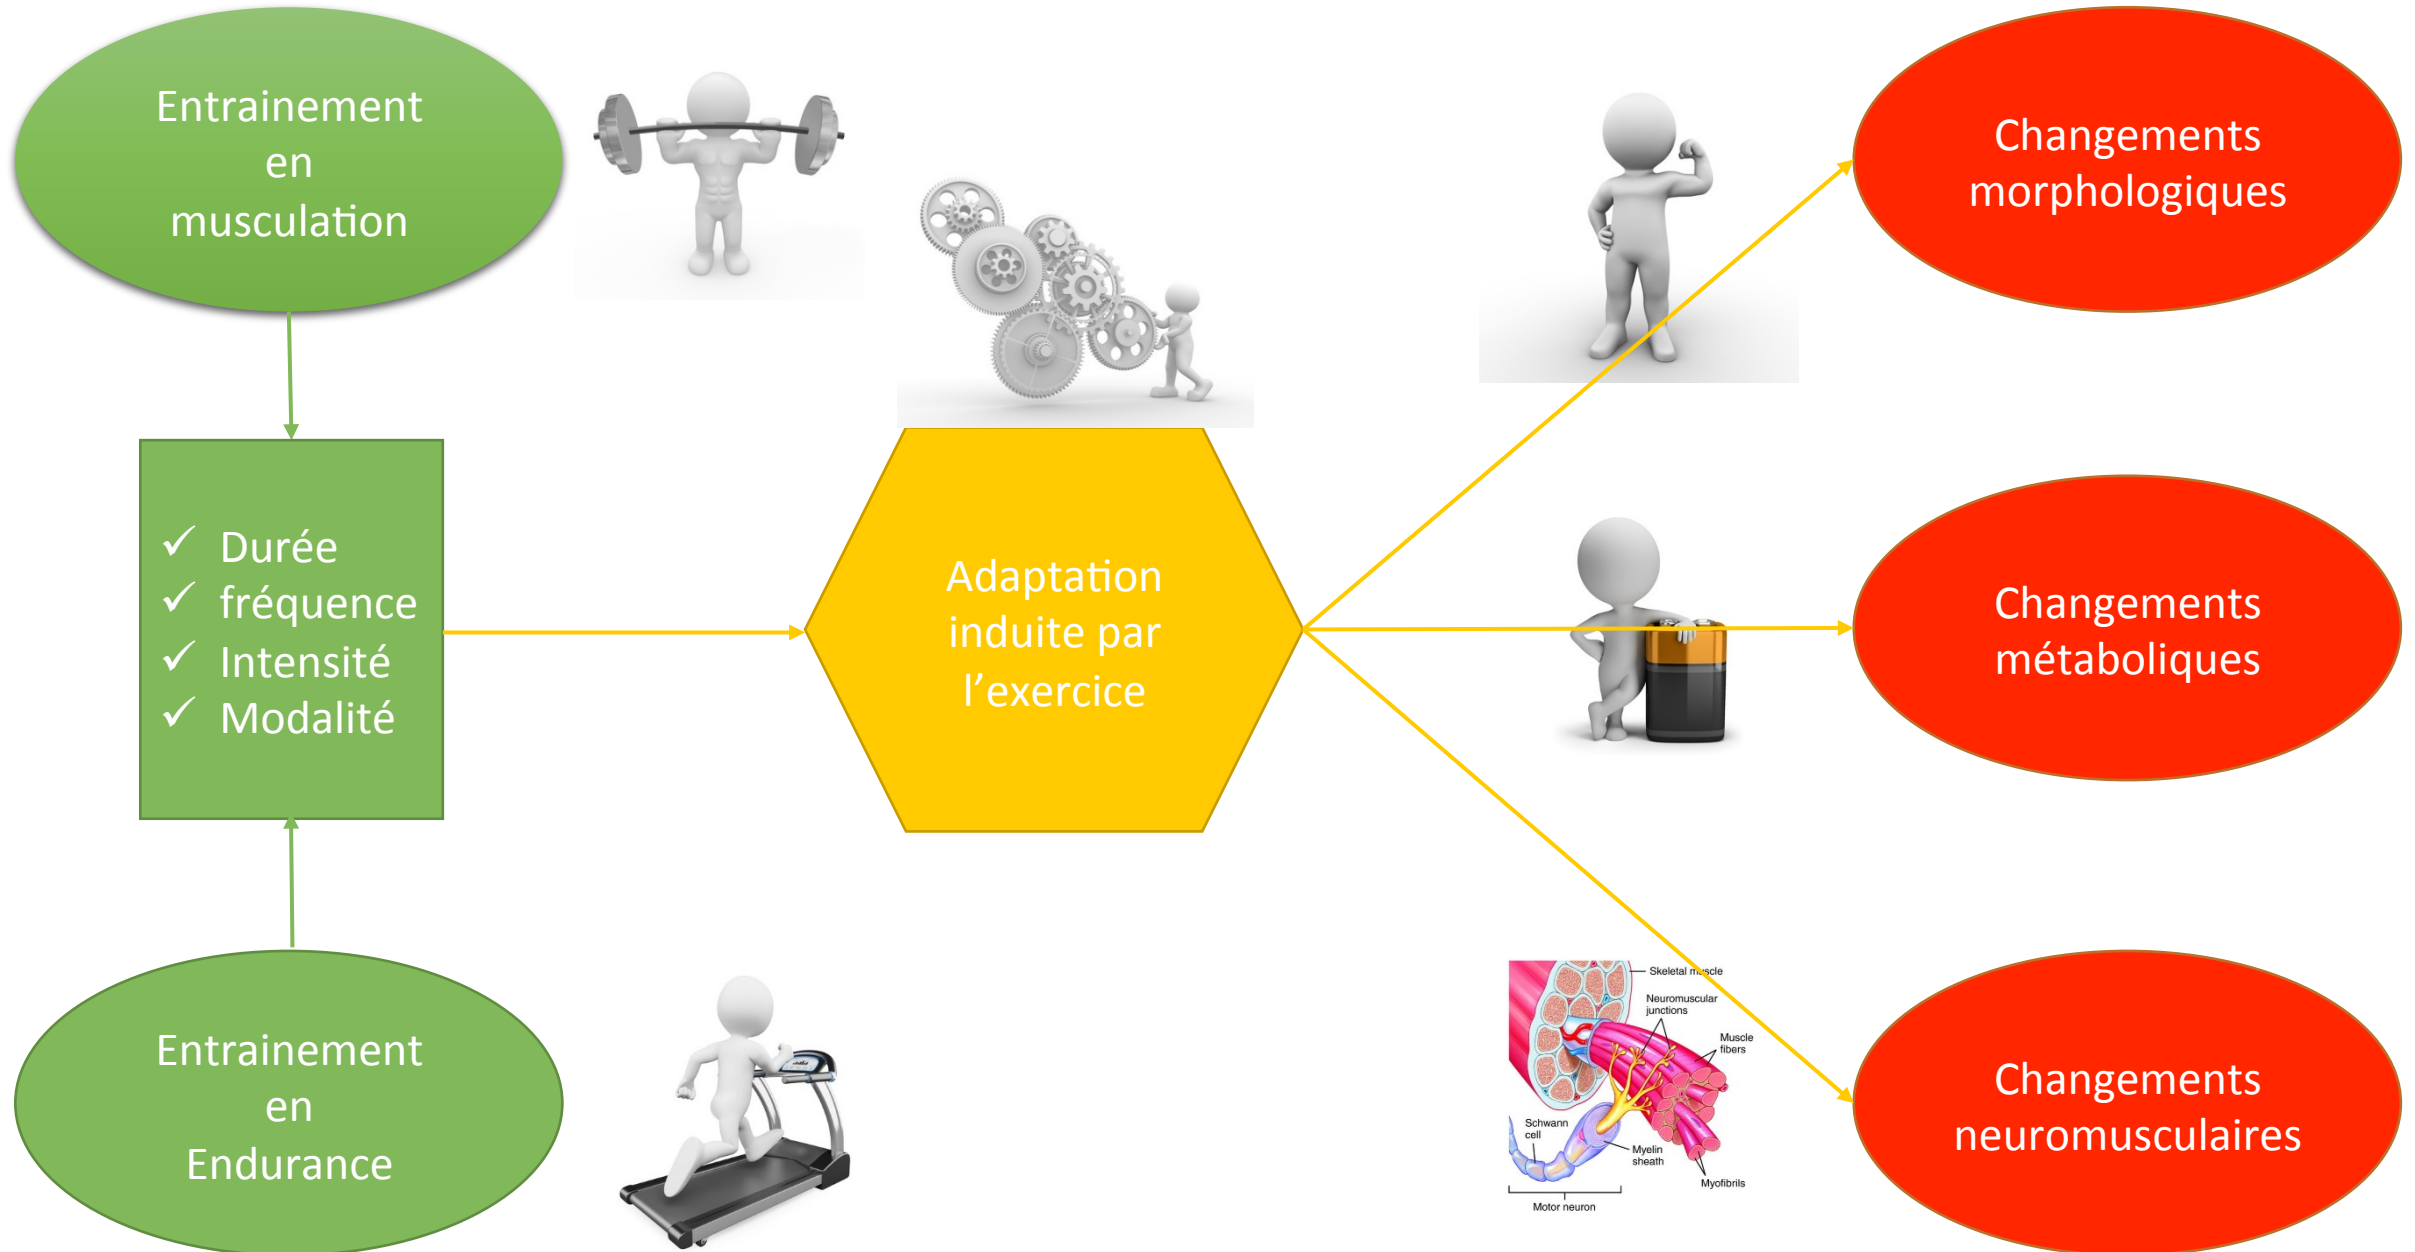 Entrainement
en
musculation
Durée
fréquence
Intensité
Modalité
Entrainement
en
Endurance
Adaptation
induite par
l’exercice
Changements
morphologiques
Changements
métaboliques
Changements
neuromusculaires
Skeletal muscle
Neuromuscular
junctions
Muscle
fibers
Schwann
cell
Myelin
sheath
Myofibrils
Motor neuron